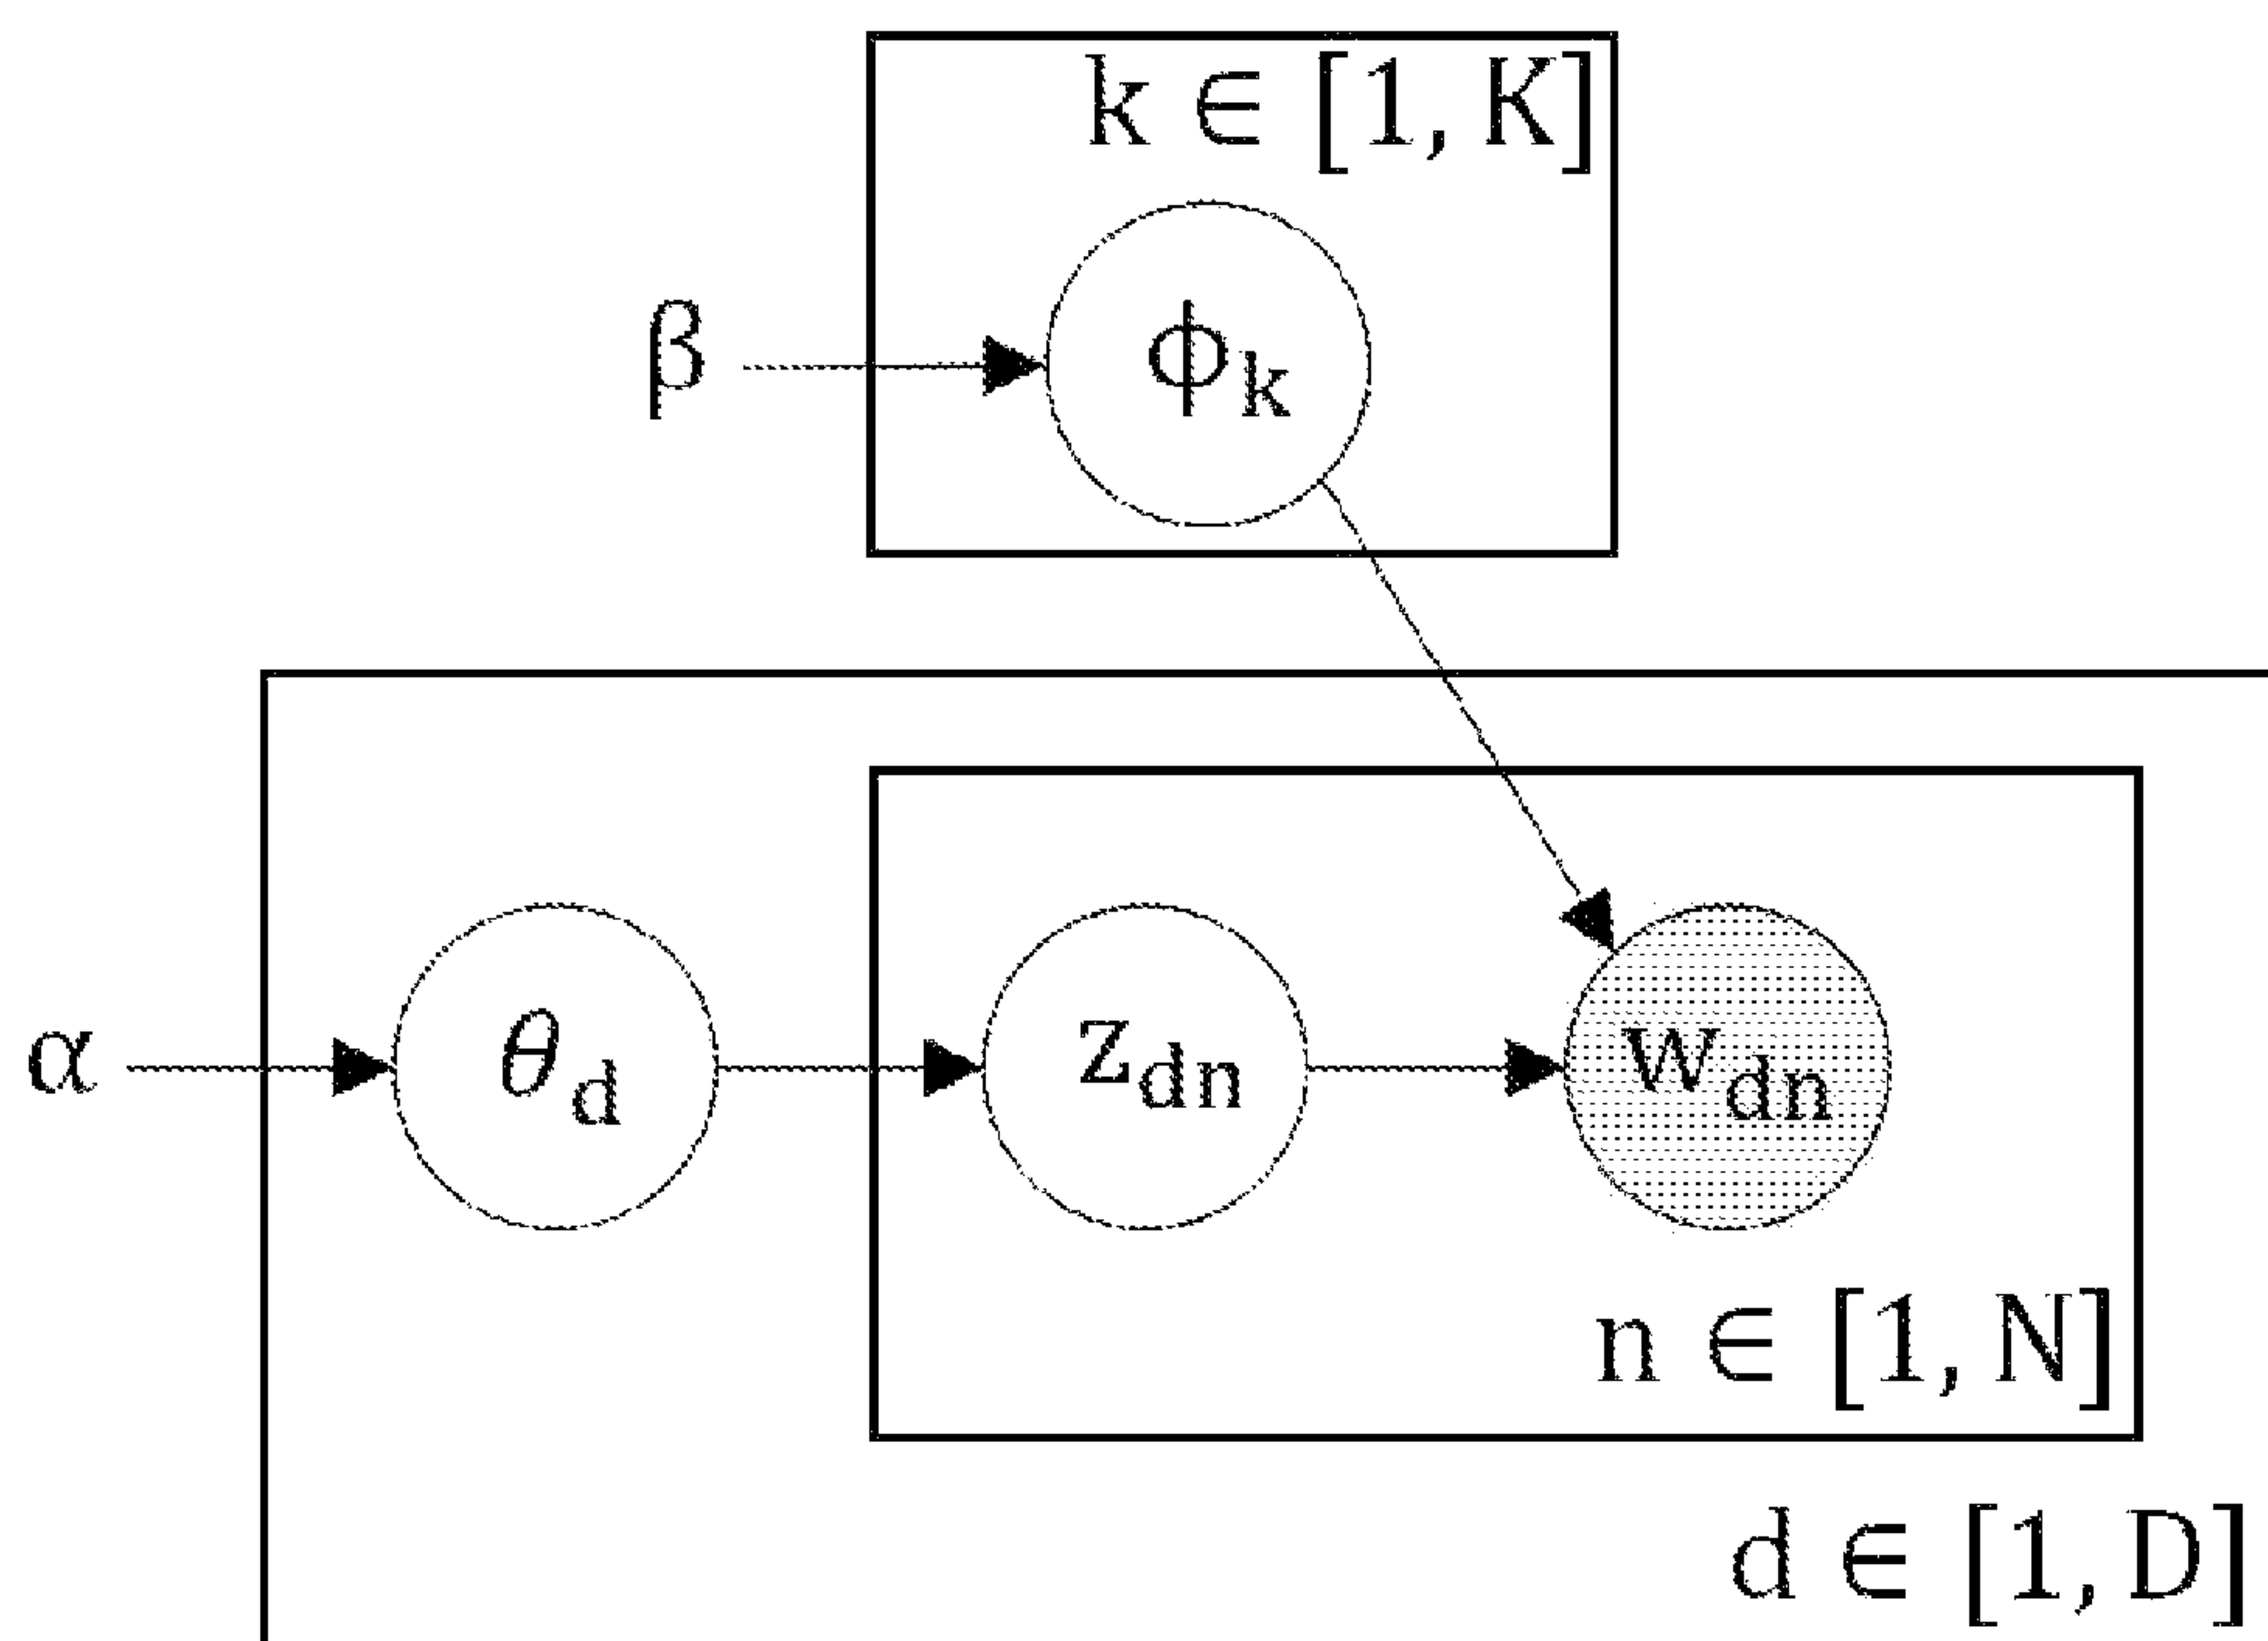 k ∈ [1, K]
β
ϕk
α
θd
zdn
wdn
n ∈ [1, N]
d ∈ [1, D]